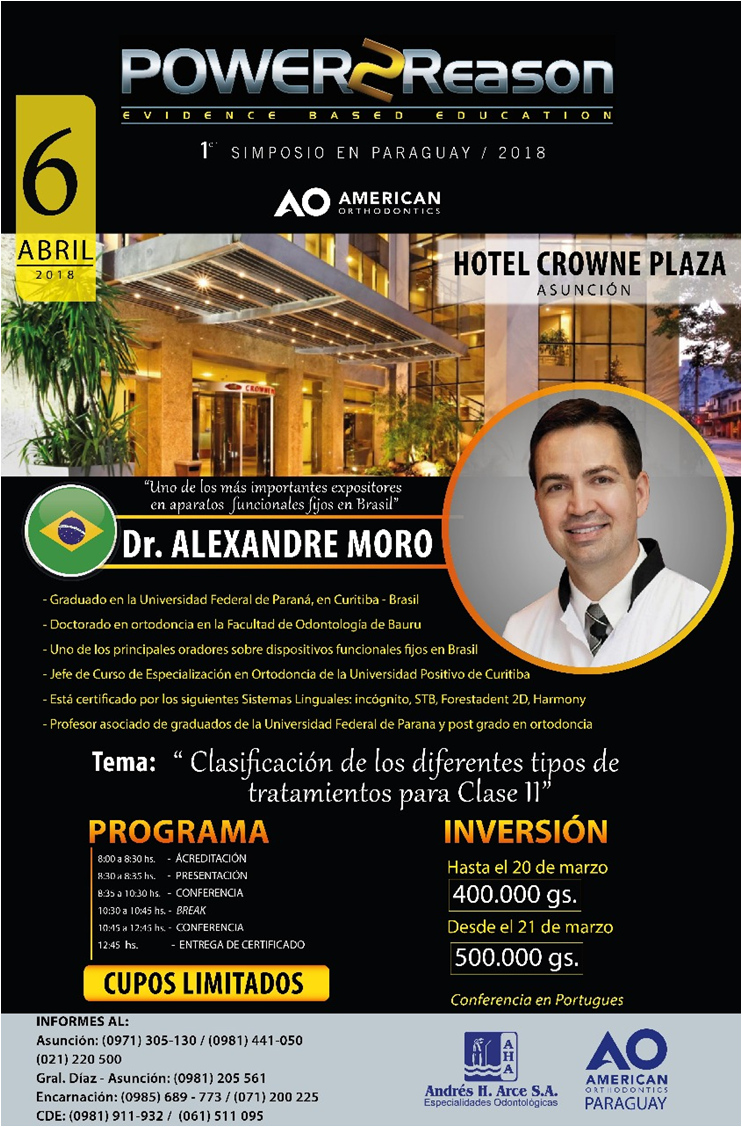 POWER2Reason
EVIDENCE BASED EDUCATION
1er SIMPOSIO EN PARAGUAY / 2018
AO AMERICAN
ORTHODONTICS
6
ABRIL
2018
HOTEL CROWNE PLAZA
ASUNCIÓN
CROWNE
"Uno de los más importantes expositores
en aparatos funcionales fijos en Brasil"
Dr. ALEXANDRE MORO
- Graduado en la Universidad Federal de Paraná, en Curitiba - Brasil
- Doctorado en ortodoncia en la Facultad de Odontología de Bauru
- Uno de los principales oradores sobre dispositivos funcionales fijos en Brasil
- Jefe de Curso de Especialización en Ortodoncia de la Universidad Positivo de Curitiba
- Está certificado por los siguientes Sistemas Linguales: incógnito, STB, Forestadent 2D, Harmony
- Profesor asociado de graduados de la Universidad Federal de Parana y post grado en ortodoncia
Tema: " Clasificación de los diferentes tipos de
tratamientos para Clase II"
PROGRAMA
8:00 a 8:30 hs. - ACREDITACIÓN
8:30 a 8:35 hs. - PRESENTACIÓN
8:35 a 10:30 hs. - CONFERENCIA
10:30 a 10:45 hs. - BREAK
10:45 a 12:45 hs. - CONFERENCIA
12:45 hs. - ENTREGA DE CERTIFICADO
CUPOS LIMITADOS
INVERSIÓN
Hasta el 20 de marzo
400.000 gs.
Desde el 21 de marzo
500.000 gs.
Conferencia en Portugues
INFORMES AL:
Asunción: (0971) 305-130 / (0981) 441-050
(021) 220 500
Gral. Díaz - Asunción: (0981) 205 561
Encarnación: (0985) 689 - 773 / (071) 200 225
CDE: (0981) 911-932 / (061) 511 095
AHA
Andrés H. Arce S.A.
Especialidades Odontológicas
AO
AMERICAN
ORTHODONTICS
PARAGUAY